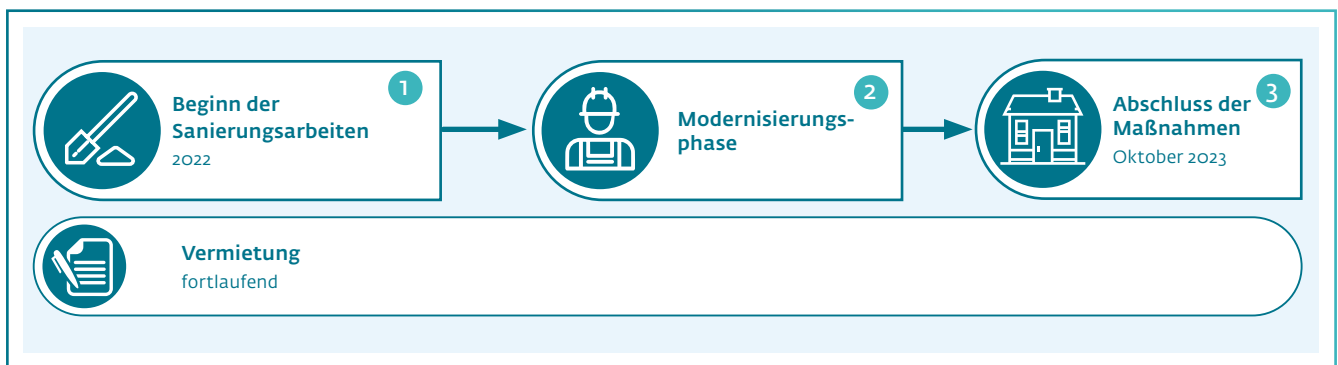 1
Beginn der
Sanierungsarbeiten
2022
2
Modernisierungs-
phase
3
Abschluss der
Maßnahmen
Oktober 2023
Vermietung
fortlaufend